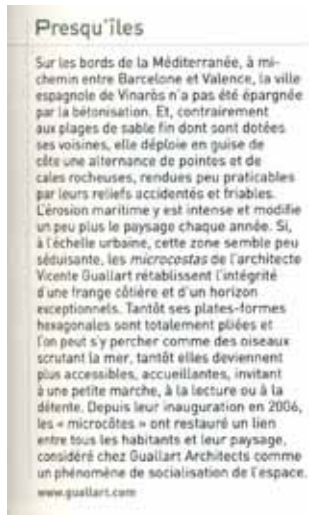 Presqu'îles
Sur les bords de la Méditerranée, à mi-
chemin entre Barcelone et Valence, la ville
espagnole de Vinaròs n'a pas été épargnée
par la bétonisation. Et, contrairement
aux plages de sable fin dont sont dotées
ses voisines, elle déploie en guise de
côte une alternance de pointes et de
cales rocheuses, rendues peu praticables
par leurs reliefs accidentés et friables.
L'érosion maritime y est intense et modifie
un peu plus le paysage chaque année. Si,
à l'échelle urbaine, cette zone semble peu
séduisante, les microcostas de l'architecte
Vicente Guallart rétablissent l'intégrité
d'une frange côtière et d'un horizon
exceptionnels. Tantôt ses plates-formes
hexagonales sont totalement pliées et
l'on peut s'y percher comme des oiseaux
scrutant la mer, tantôt elles deviennent
plus accessibles, accueillantes, invitant
à une petite marche, à la lecture ou à la
détente. Depuis leur inauguration en 2006,
les « microcôtes » ont restauré un lien
entre tous les habitants et leur paysage,
considéré chez Guallart Architects comme
un phénomène de socialisation de l'espace.
www.guallart.com